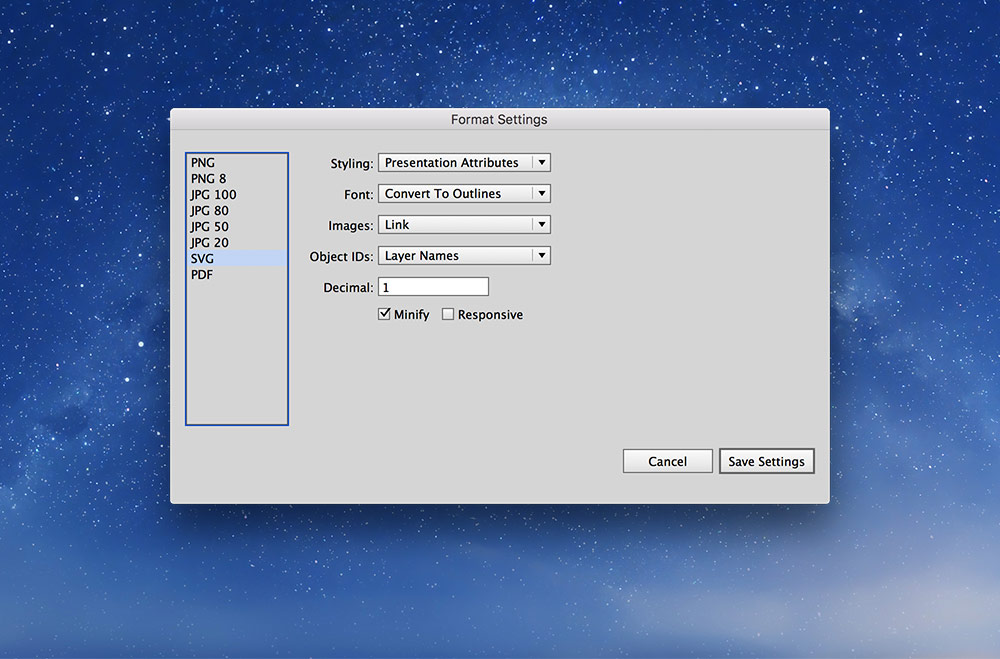 Format Settings
PNG
PNG 8
JPG 100
JPG 80
JPG 50
JPG 20
SVG
PDF
Styling: Presentation Attributes
Font: Convert To Outlines
Images: Link
Object IDs: Layer Names
Decimal: 1
Minify Responsive
Cancel Save Settings